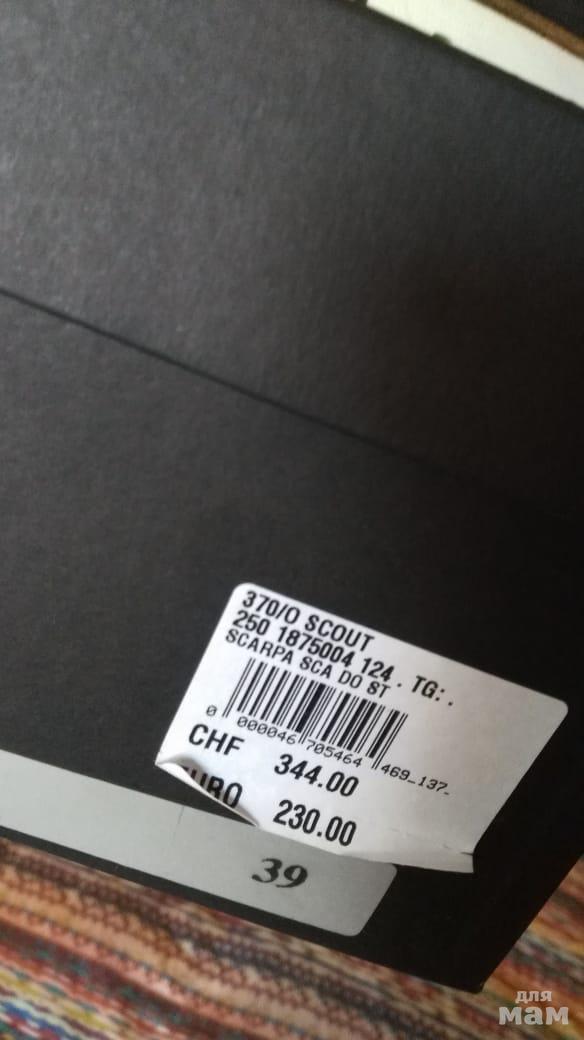 370/O SCOUT
250 1875004 124 · TG: .
SCARPA SCA DO ST
0 000046 705464 469_137_
CHF 344.00
EURO 230.00
39
для
мам